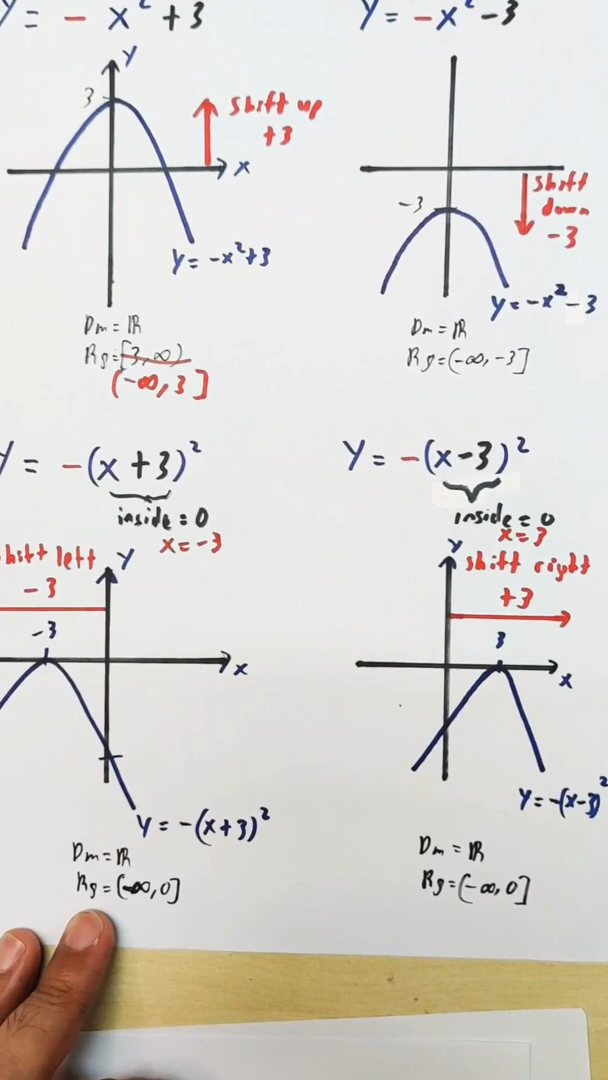 y = - x² + 3
y
3
shift up
+3
x
y = -x²+3
Dm = ℝ
Rg = [3, ∞)
(-∞, 3]
y = -x² - 3
-3
shift
down
-3
y = -x² - 3
Dm = ℝ
Rg = (-∞, -3]
y = -(x + 3)²
inside = 0
x = -3
shift left
-3
y
-3
x
y = -(x+3)²
Dm = ℝ
Rg = (-∞, 0]
y = -(x - 3)²
inside = 0
x = 3
y
shift right
+3
3
x
y = -(x-3)²
Dm = ℝ
Rg = (-∞, 0]